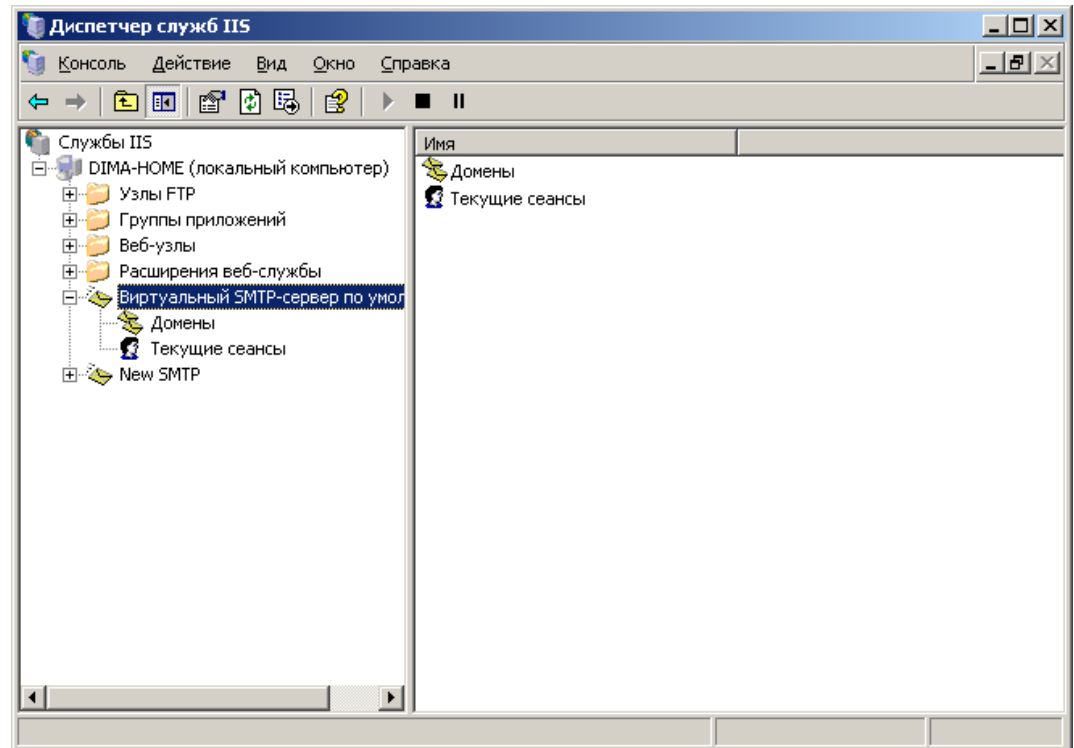 Диспетчер служб IIS
Консоль Действие Вид Окно Справка
Службы IIS
DIMA-HOME (локальный компьютер)
Узлы FTP
Группы приложений
Веб-узлы
Расширения веб-службы
Виртуальный SMTP-сервер по умол
Домены
Текущие сеансы
New SMTP
Имя
Домены
Текущие сеансы